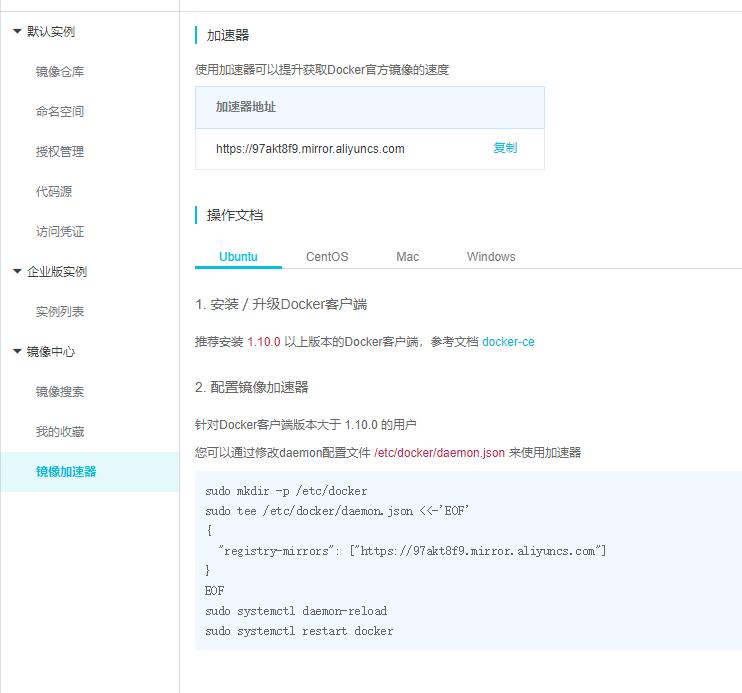 默认实例
镜像仓库
命名空间
授权管理
代码源
访问凭证
企业版实例
实例列表
镜像中心
镜像搜索
我的收藏
镜像加速器
加速器
使用加速器可以提升获取Docker官方镜像的速度
加速器地址
https://97akt8f9.mirror.aliyuncs.com 复制
操作文档
Ubuntu CentOS Mac Windows
1. 安装 / 升级Docker客户端
推荐安装 1.10.0 以上版本的Docker客户端，参考文档 docker-ce
2. 配置镜像加速器
针对Docker客户端版本大于 1.10.0 的用户
您可以通过修改daemon配置文件 /etc/docker/daemon.json 来使用加速器
sudo mkdir -p /etc/docker
sudo tee /etc/docker/daemon.json <<-'EOF'
{
  "registry-mirrors": ["https://97akt8f9.mirror.aliyuncs.com"]
}
EOF
sudo systemctl daemon-reload
sudo systemctl restart docker